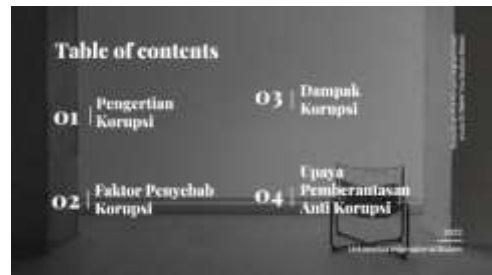 Table of contents
01
Pengertian
Korupsi
02
Faktor Penyebab
Korupsi
03
Dampak
Korupsi
04
Upaya
Pemberantasan
Anti Korupsi